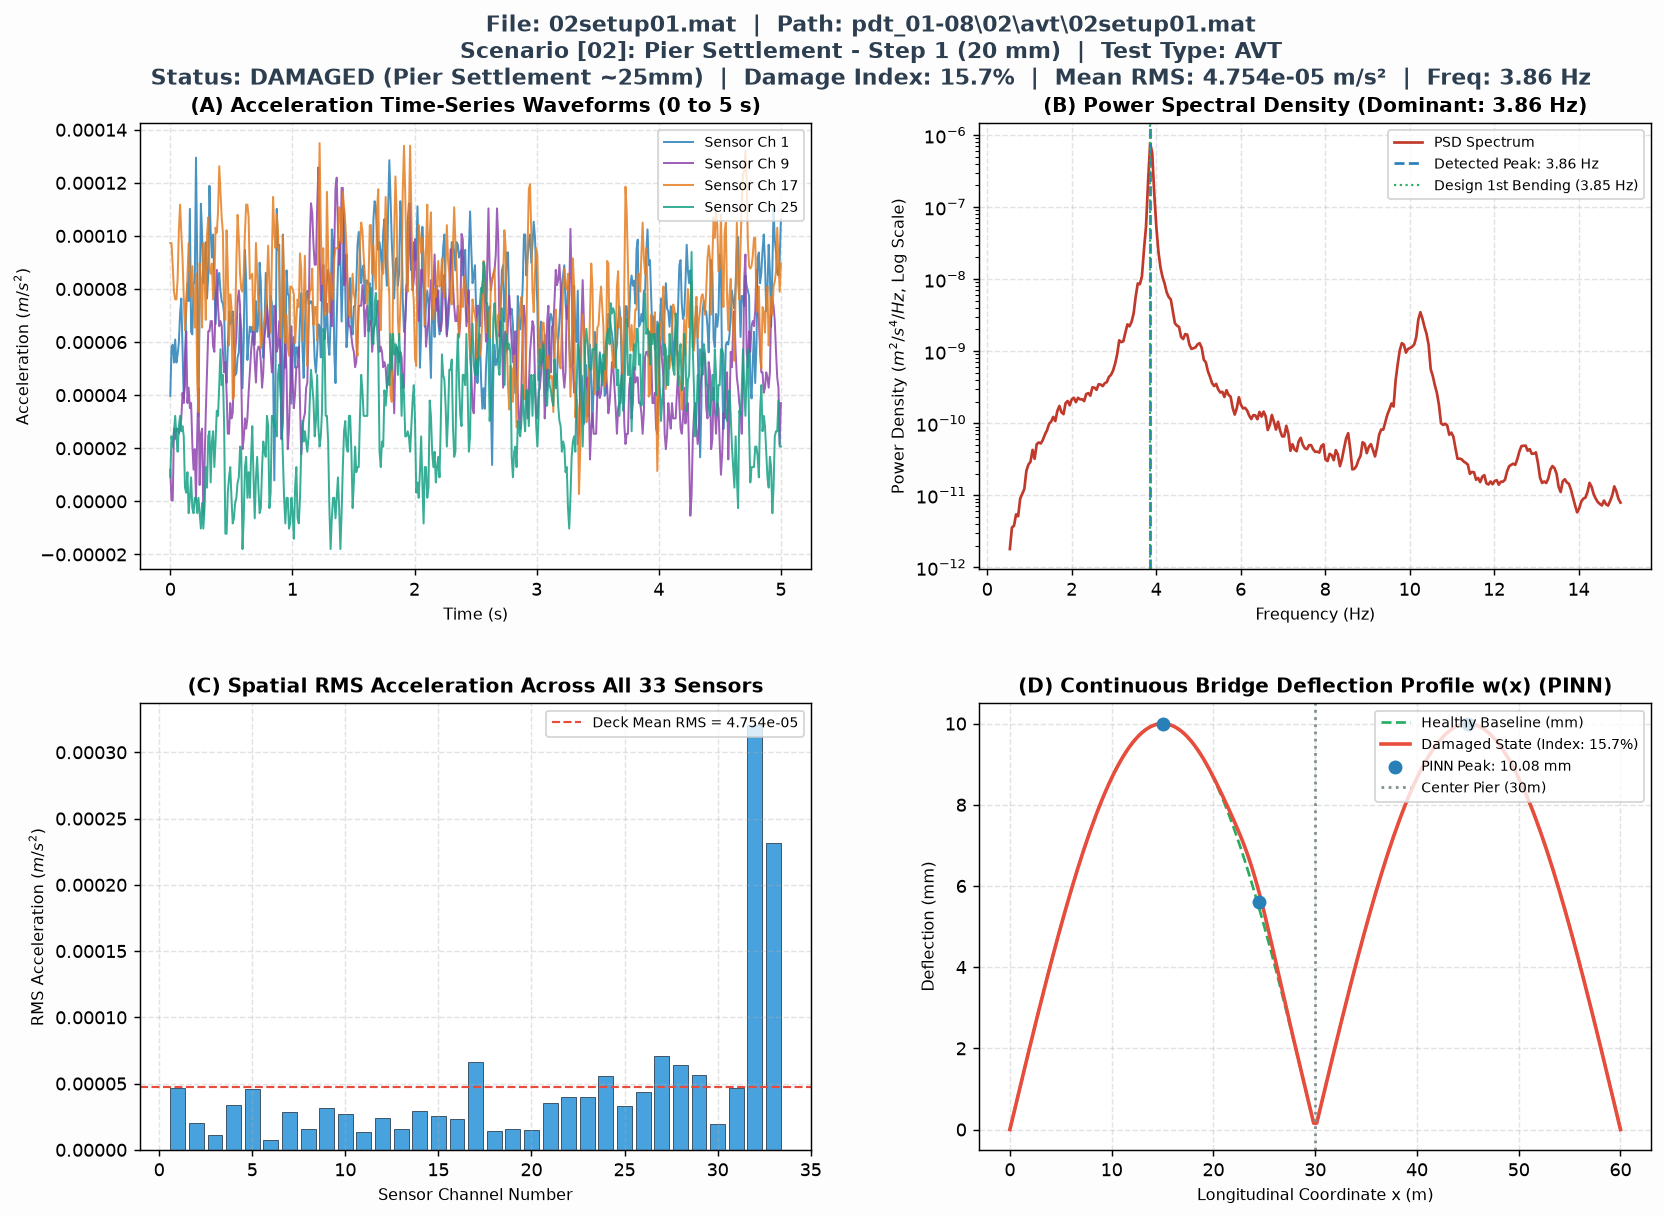 File: 02setup01.mat | Path: pdt_01-08\02\avt\02setup01.mat
Scenario [02]: Pier Settlement - Step 1 (20 mm) | Test Type: AVT
Status: DAMAGED (Pier Settlement ~25mm) | Damage Index: 15.7% | Mean RMS: 4.754e-05 m/s² | Freq: 3.86 Hz
(A) Acceleration Time-Series Waveforms (0 to 5 s)
Sensor Ch 1
Sensor Ch 9
Sensor Ch 17
Sensor Ch 25
Acceleration (m/s²)
0.00014
0.00012
0.00010
0.00008
0.00006
0.00004
0.00002
0.00000
−0.00002
0 1 2 3 4 5
Time (s)
(B) Power Spectral Density (Dominant: 3.86 Hz)
PSD Spectrum
Detected Peak: 3.86 Hz
Design 1st Bending (3.85 Hz)
Power Density (m²/s⁴/Hz, Log Scale)
10⁻⁶
10⁻⁷
10⁻⁸
10⁻⁹
10⁻¹⁰
10⁻¹¹
10⁻¹²
0 2 4 6 8 10 12 14
Frequency (Hz)
(C) Spatial RMS Acceleration Across All 33 Sensors
Deck Mean RMS = 4.754e-05
RMS Acceleration (m/s²)
0.00030
0.00025
0.00020
0.00015
0.00010
0.00005
0.00000
0 5 10 15 20 25 30 35
Sensor Channel Number
(D) Continuous Bridge Deflection Profile w(x) (PINN)
Healthy Baseline (mm)
Damaged State (Index: 15.7%)
PINN Peak: 10.08 mm
Center Pier (30m)
Deflection (mm)
10
8
6
4
2
0
0 10 20 30 40 50 60
Longitudinal Coordinate x (m)